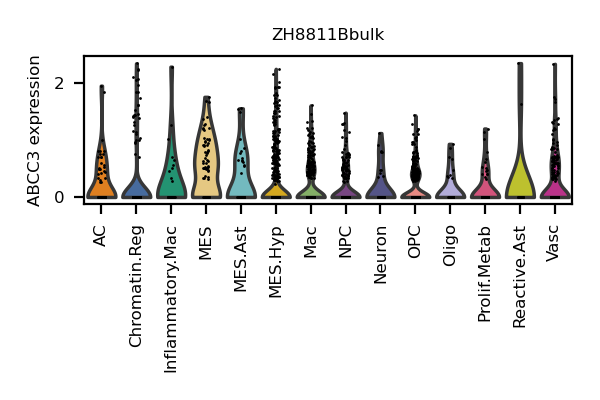 ZH8811Bbulk
ABCC3 expression
2
0
AC
Chromatin.Reg
Inflammatory.Mac
MES
MES.Ast
MES.Hyp
Mac
NPC
Neuron
OPC
Oligo
Prolif.Metab
Reactive.Ast
Vasc